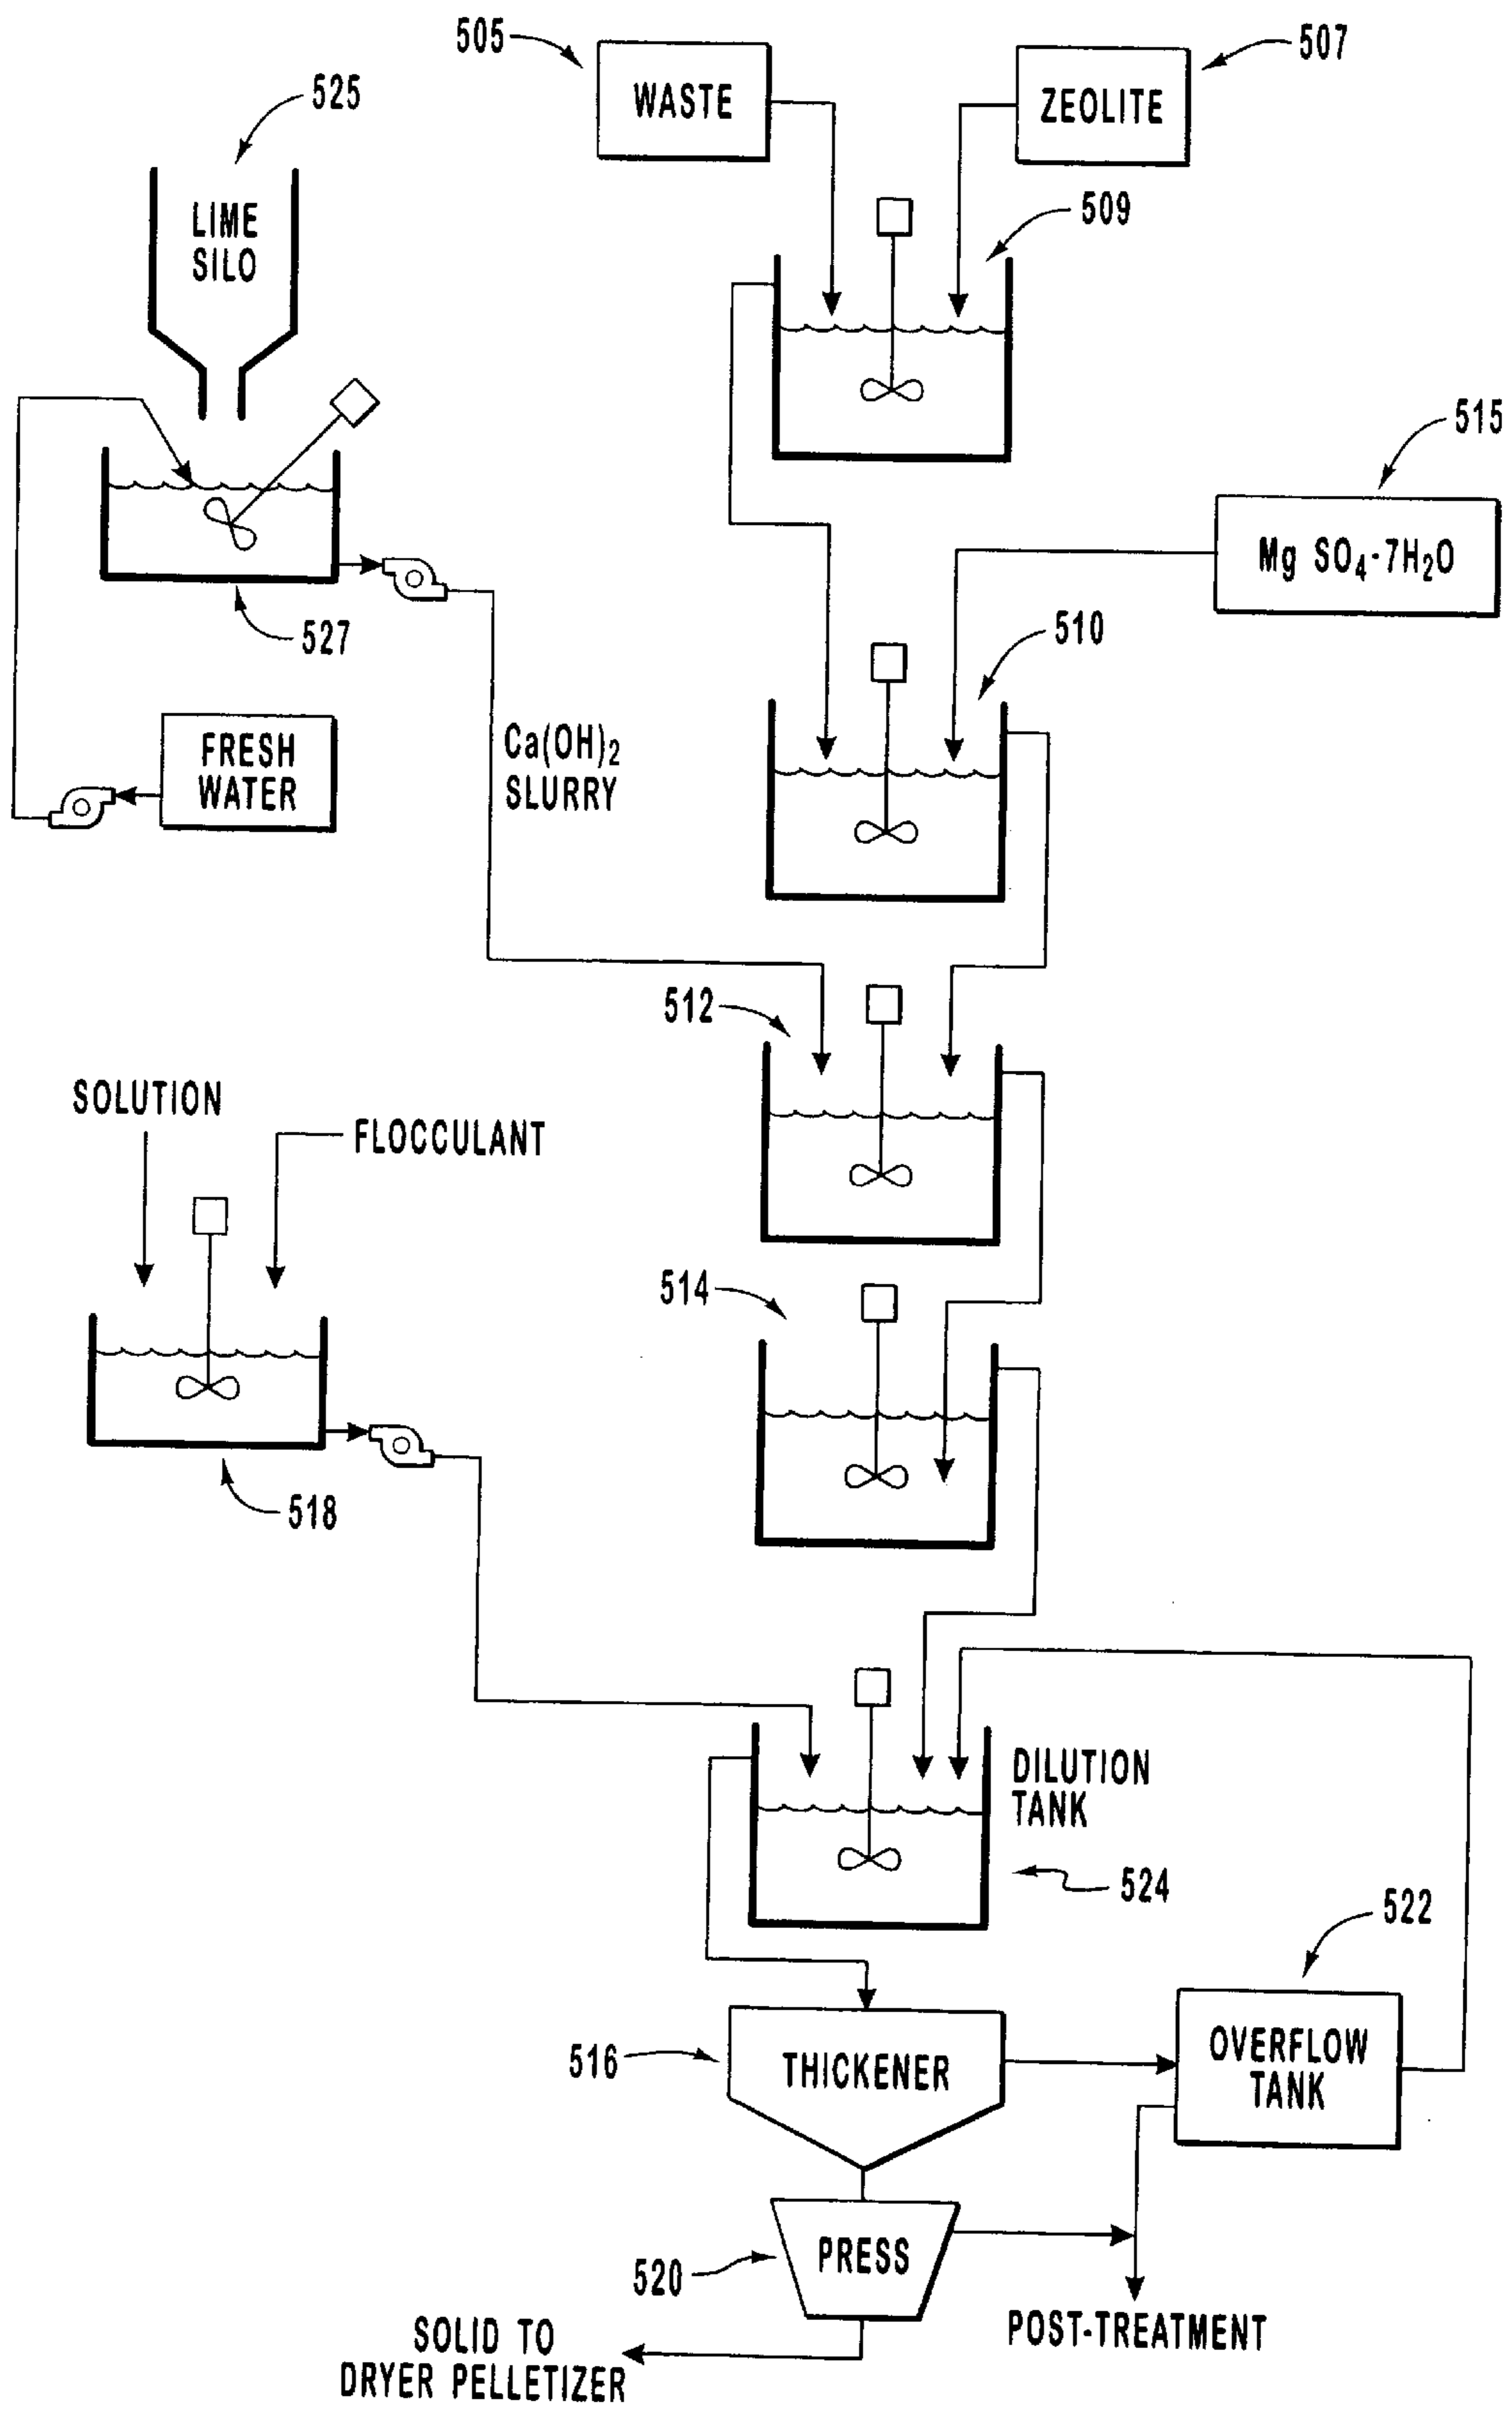 505
WASTE
ZEOLITE
507
525
LIME
SILO
509
515
Mg SO₄·7H₂O
527
510
FRESH
WATER
Ca(OH)₂
SLURRY
512
SOLUTION
FLOCCULANT
514
518
DILUTION
TANK
524
522
516
THICKENER
OVERFLOW
TANK
520
PRESS
POST-TREATMENT
SOLID TO
DRYER PELLETIZER